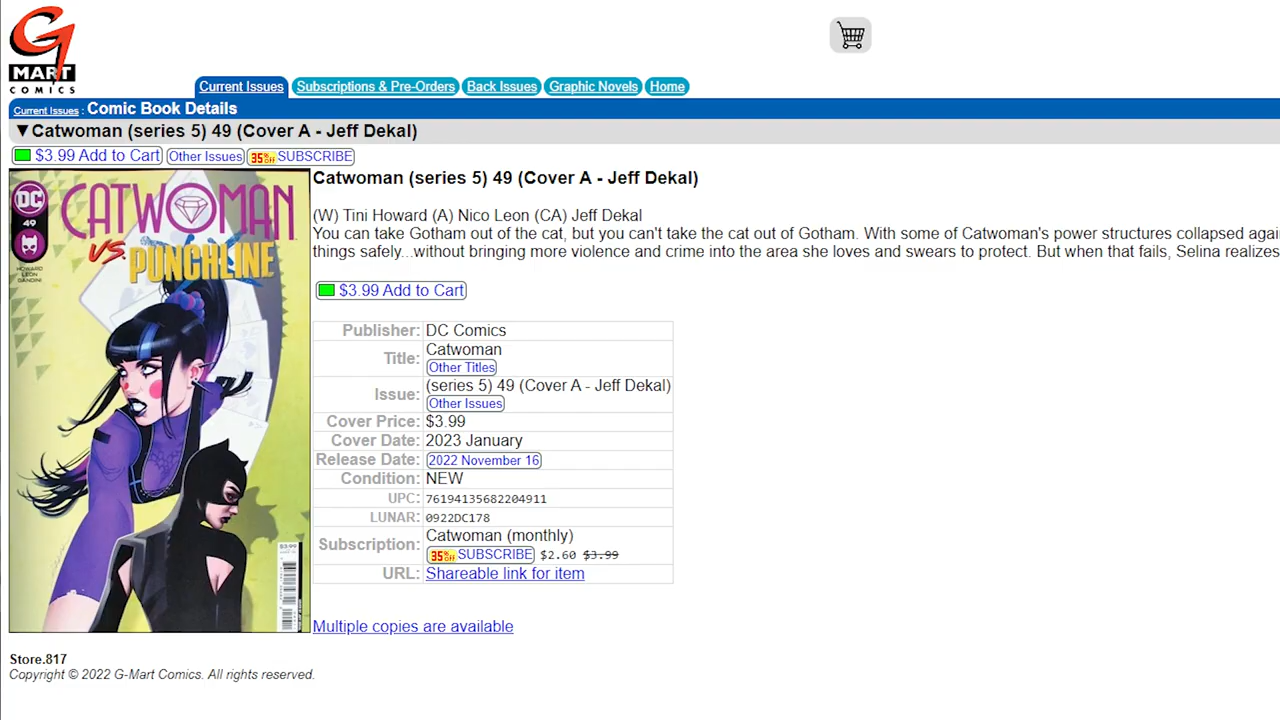 G
MART
COMICS
Current Issues
Subscriptions & Pre-Orders
Back Issues
Graphic Novels
Home
Current Issues : Comic Book Details
▼Catwoman (series 5) 49 (Cover A - Jeff Dekal)
$3.99 Add to Cart
Other Issues
35% Off SUBSCRIBE
DC
49
HOWARD
LEON
GANDINI
CATWOMAN
VS.
PUNCHLINE
$3.99
Catwoman (series 5) 49 (Cover A - Jeff Dekal)
(W) Tini Howard (A) Nico Leon (CA) Jeff Dekal
You can take Gotham out of the cat, but you can't take the cat out of Gotham. With some of Catwoman's power structures collapsed agai
things safely...without bringing more violence and crime into the area she loves and swears to protect. But when that fails, Selina realizes
$3.99 Add to Cart
Publisher: DC Comics
Title: Catwoman
Other Titles
Issue: (series 5) 49 (Cover A - Jeff Dekal)
Other Issues
Cover Price: $3.99
Cover Date: 2023 January
Release Date: 2022 November 16
Condition: NEW
UPC: 76194135682204911
LUNAR: 0922DC178
Subscription: Catwoman (monthly)
35% Off SUBSCRIBE $2.60 $3.99
URL: Shareable link for item
Multiple copies are available
Store.817
Copyright © 2022 G-Mart Comics. All rights reserved.